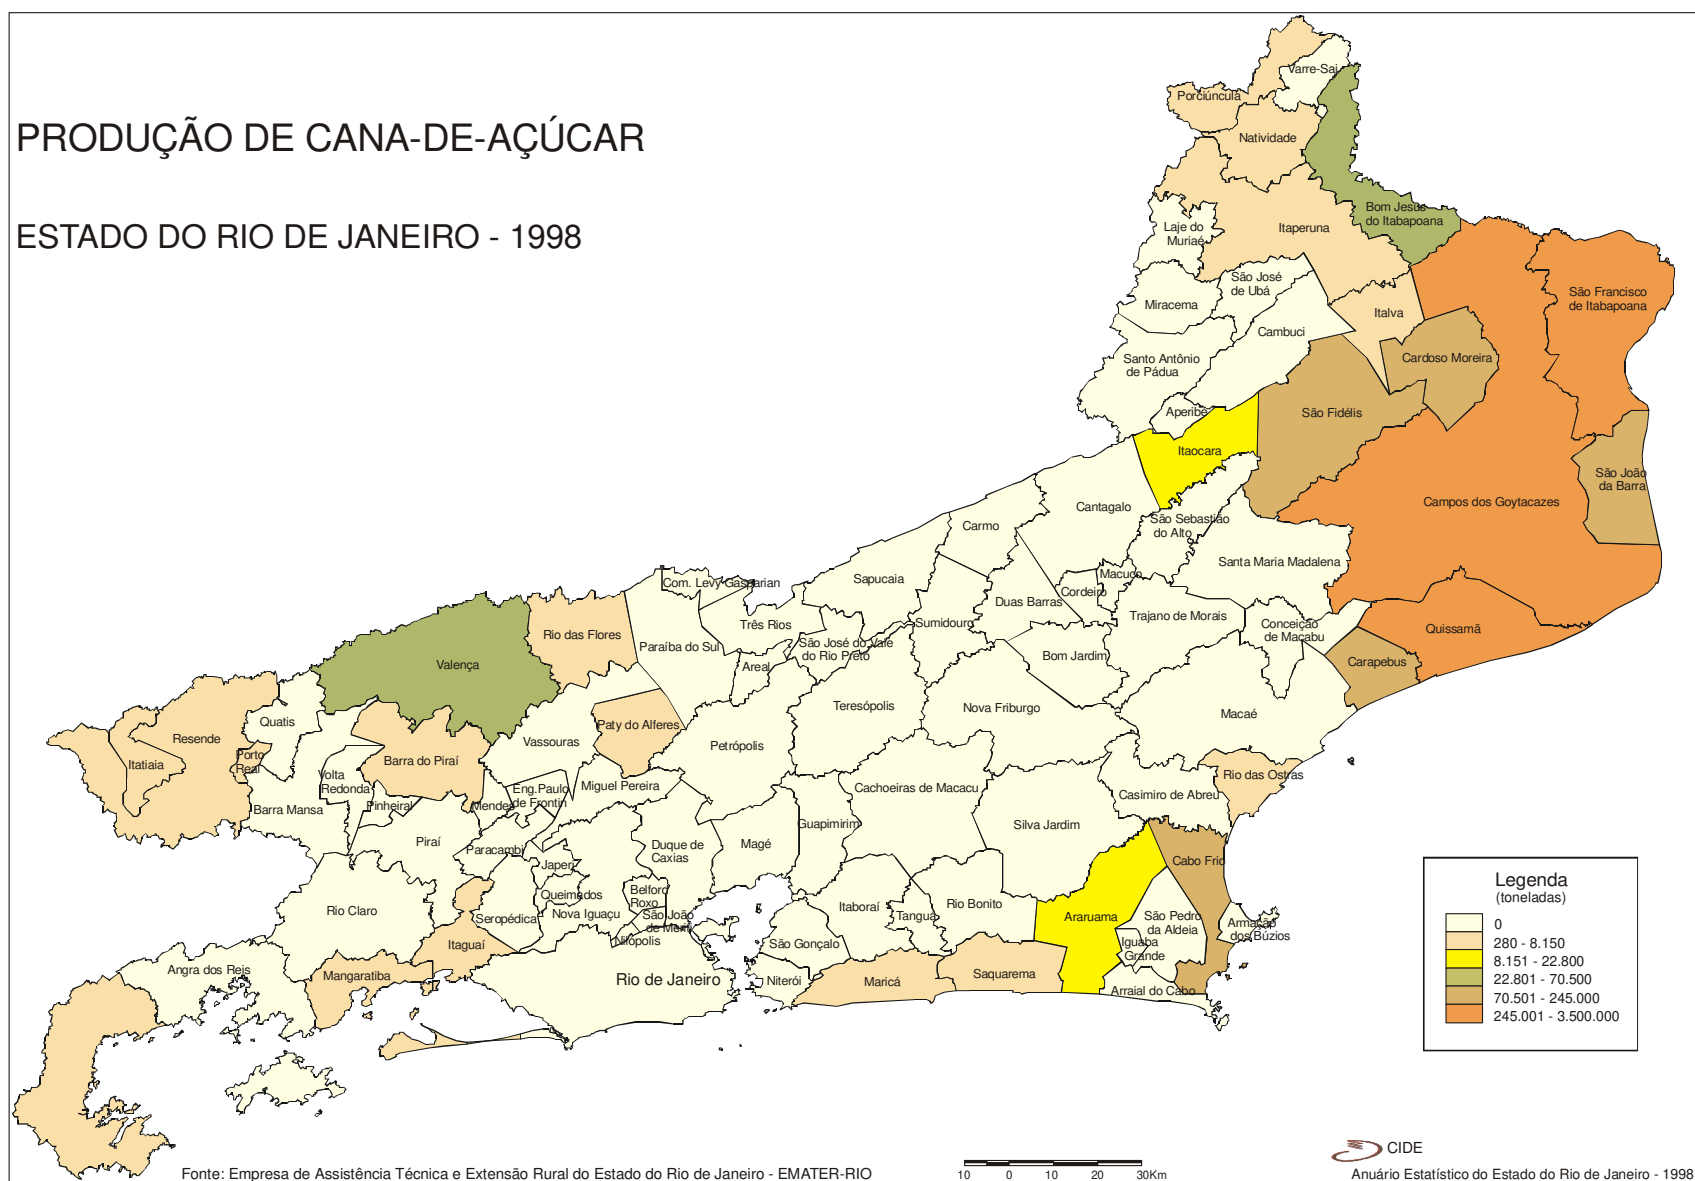 PRODUÇÃO DE CANA-DE-AÇÚCAR
ESTADO DO RIO DE JANEIRO - 1998
Varre-Sai
Porciúncula
Natividade
Bom Jesus
do Itabapoana
Laje do
Muriaé
Itaperuna
São José
de Ubá
Miracema
São Francisco
de Itabapoana
Italva
Cambuci
Santo Antônio
de Pádua
Cardoso Moreira
Aperibé
São Fidélis
Itaocara
São João
da Barra
Campos dos Goytacazes
Cantagalo
São Sebastião
do Alto
Carmo
Santa Maria Madalena
Macuco
Cordeiro
Sapucaia
Com. Levy Gasparian
Duas Barras
Trajano de Morais
Sumidouro
Três Rios
Conceição
de Macabu
Quissamã
Rio das Flores
Paraíba do Sul
São José do Vale
do Rio Preto
Areal
Bom Jardim
Carapebus
Valença
Teresópolis
Nova Friburgo
Macaé
Quatis
Paty do Alferes
Resende
Vassouras
Petrópolis
Itatiaia
Porto
Real
Barra do Piraí
Rio das Ostras
Volta
Redonda
Miguel Pereira
Eng.Paulo
de Frontin
Cachoeiras de Macacu
Casimiro de Abreu
Mendes
Pinheiral
Barra Mansa
Guapimirim
Silva Jardim
Piraí
Paracambi
Duque de
Caxias
Magé
Cabo Frio
Japeri
Queimados
Belford
Roxo
Rio Claro
Seropédica
Nova Iguaçu
São João
de Meriti
Nilópolis
Itaboraí
Tanguá
Rio Bonito
Araruama
São Pedro
da Aldeia
Armação
dos Búzios
Iguaba
Grande
São Gonçalo
Itaguaí
Angra dos Reis
Mangaratiba
Rio de Janeiro
Niterói
Maricá
Saquarema
Arraial do Cabo
Legenda
(toneladas)
0
280 - 8.150
8.151 - 22.800
22.801 - 70.500
70.501 - 245.000
245.001 - 3.500.000
CIDE
Fonte: Empresa de Assistência Técnica e Extensão Rural do Estado do Rio de Janeiro - EMATER-RIO
10 0 10 20 30Km
Anuário Estatístico do Estado do Rio de Janeiro - 1998